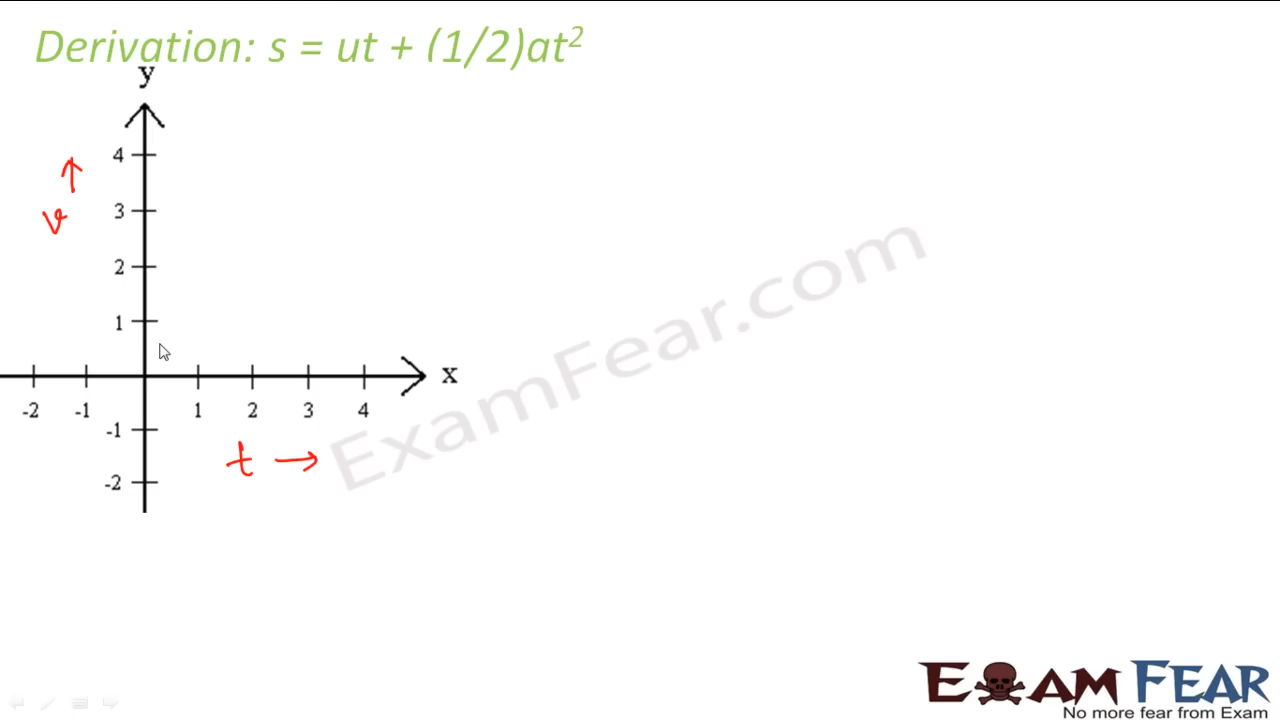 Derivation: s = ut + (1/2)at²
y
4
v ↑
3
2
1
x
-2 -1 1 2 3 4
-1
t →
-2
ExamFear.com
EXAM FEAR
No more fear from Exam